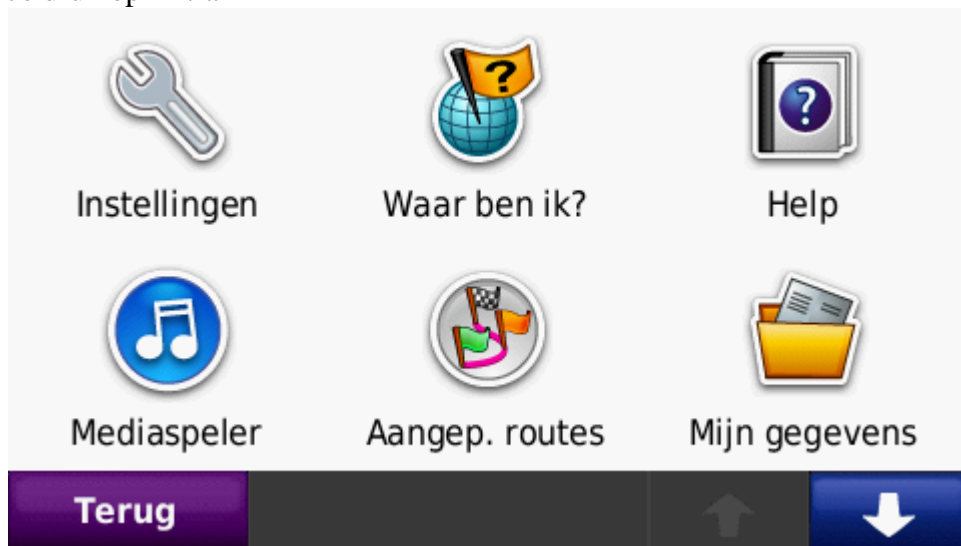 Instellingen
Waar ben ik?
Help
Mediaspeler
Aangep. routes
Mijn gegevens
Terug